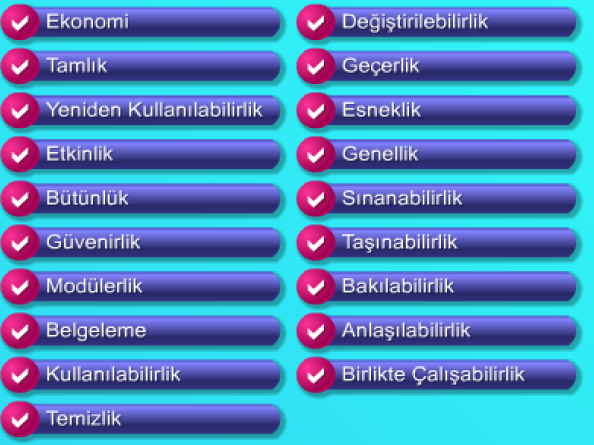 Ekonomi
Tamlık
Yeniden Kullanılabilirlik
Etkinlik
Bütünlük
Güvenirlik
Modülerlik
Belgeleme
Kullanılabilirlik
Temizlik
Değiştirilebilirlik
Geçerlik
Esneklik
Genellik
Sınanabilirlik
Taşınabilirlik
Bakılabilirlik
Anlaşılabilirlik
Birlikte Çalışabilirlik